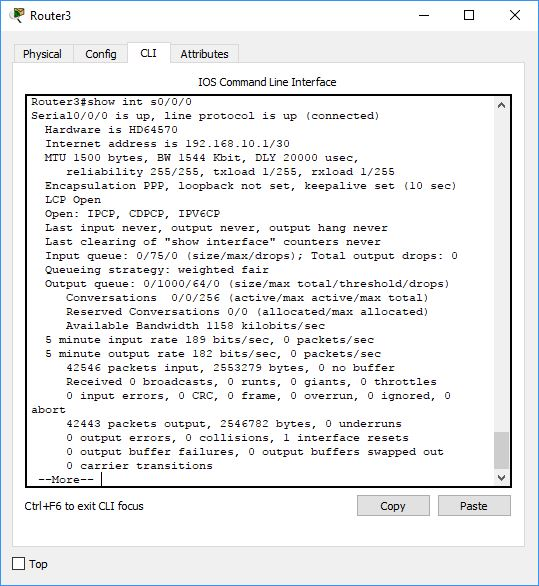 Router3
Physical Config CLI Attributes
IOS Command Line Interface
Router3#show int s0/0/0
Serial0/0/0 is up, line protocol is up (connected)
Hardware is HD64570
Internet address is 192.168.10.1/30
MTU 1500 bytes, BW 1544 Kbit, DLY 20000 usec,
reliability 255/255, txload 1/255, rxload 1/255
Encapsulation PPP, loopback not set, keepalive set (10 sec)
LCP Open
Open: IPCP, CDPCP, IPV6CP
Last input never, output never, output hang never
Last clearing of "show interface" counters never
Input queue: 0/75/0 (size/max/drops); Total output drops: 0
Queueing strategy: weighted fair
Output queue: 0/1000/64/0 (size/max total/threshold/drops)
Conversations 0/0/256 (active/max active/max total)
Reserved Conversations 0/0 (allocated/max allocated)
Available Bandwidth 1158 kilobits/sec
5 minute input rate 189 bits/sec, 0 packets/sec
5 minute output rate 182 bits/sec, 0 packets/sec
42546 packets input, 2553279 bytes, 0 no buffer
Received 0 broadcasts, 0 runts, 0 giants, 0 throttles
0 input errors, 0 CRC, 0 frame, 0 overrun, 0 ignored, 0
abort
42443 packets output, 2546782 bytes, 0 underruns
0 output errors, 0 collisions, 1 interface resets
0 output buffer failures, 0 output buffers swapped out
0 carrier transitions
--More--
Ctrl+F6 to exit CLI focus Copy Paste
Top